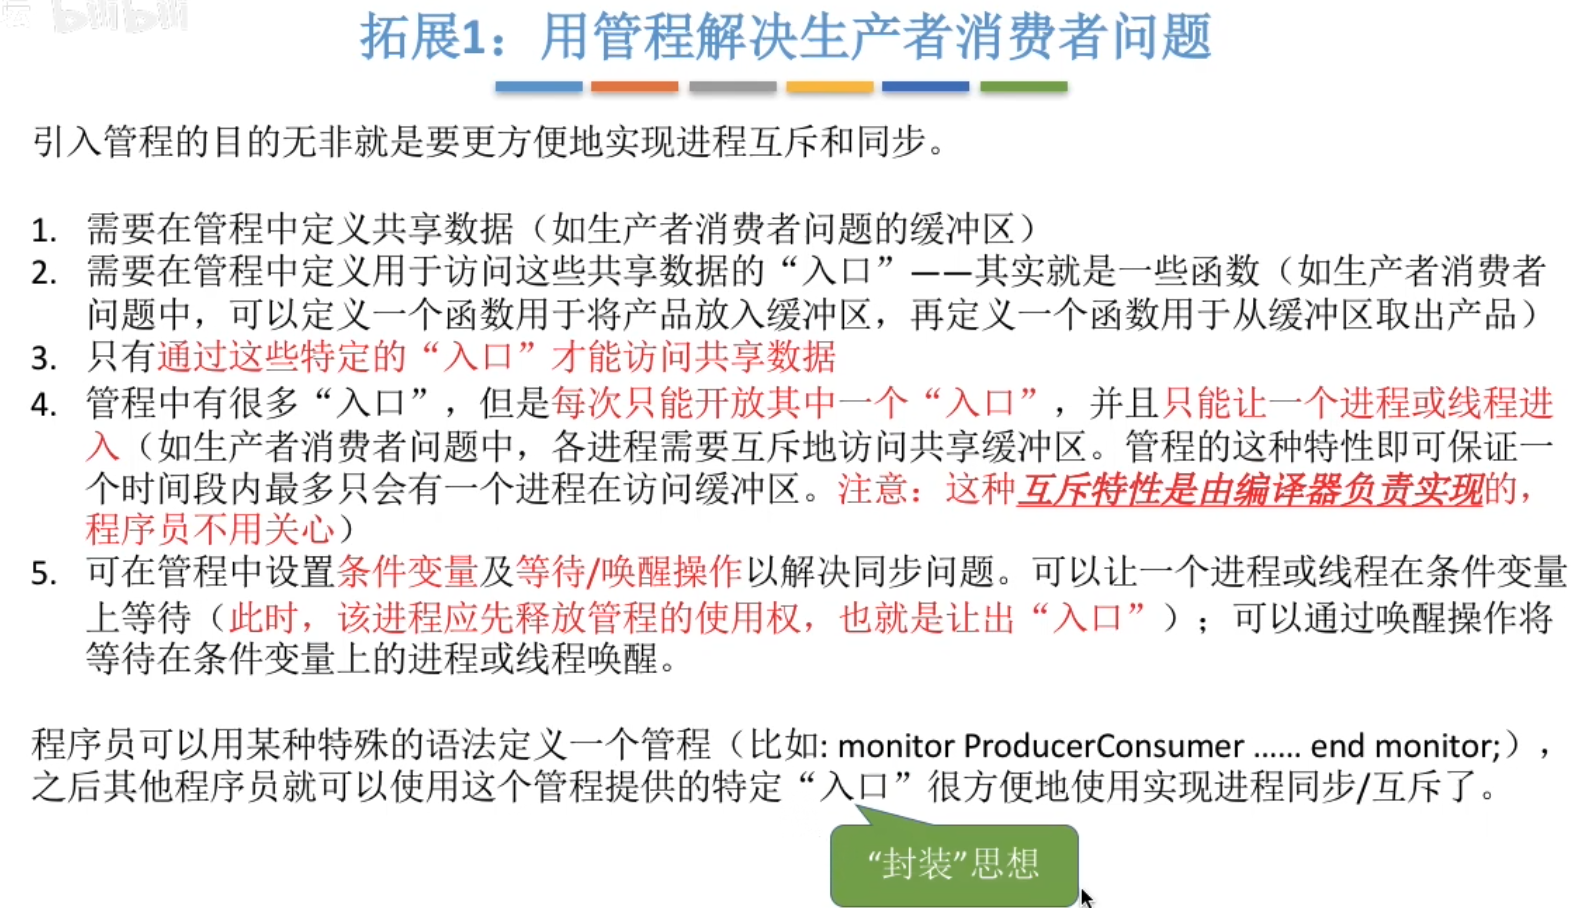 坛 bilibili
拓展1：用管程解决生产者消费者问题
引入管程的目的无非就是要更方便地实现进程互斥和同步。
1. 需要在管程中定义共享数据（如生产者消费者问题的缓冲区）
2. 需要在管程中定义用于访问这些共享数据的“入口”——其实就是一些函数（如生产者消费者
问题中，可以定义一个函数用于将产品放入缓冲区，再定义一个函数用于从缓冲区取出产品）
3. 只有通过这些特定的“入口”才能访问共享数据
4. 管程中有很多“入口”，但是每次只能开放其中一个“入口”，并且只能让一个进程或线程进
入（如生产者消费者问题中，各进程需要互斥地访问共享缓冲区。管程的这种特性即可保证一
个时间段内最多只会有一个进程在访问缓冲区。注意：这种互斥特性是由编译器负责实现的，
程序员不用关心）
5. 可在管程中设置条件变量及等待/唤醒操作以解决同步问题。可以让一个进程或线程在条件变量
上等待（此时，该进程应先释放管程的使用权，也就是让出“入口”）；可以通过唤醒操作将
等待在条件变量上的进程或线程唤醒。
程序员可以用某种特殊的语法定义一个管程（比如: monitor ProducerConsumer …… end monitor;），
之后其他程序员就可以使用这个管程提供的特定“入口”很方便地使用实现进程同步/互斥了。
“封装”思想